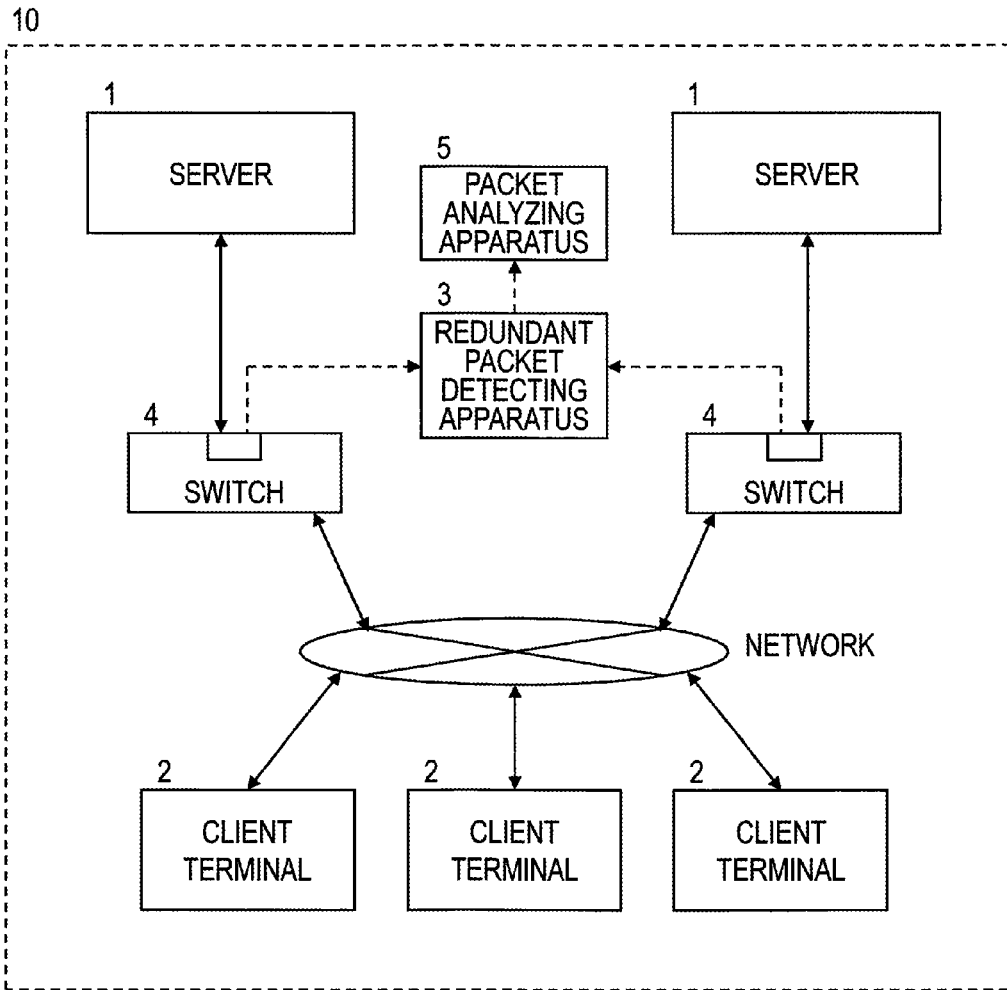 10
1
SERVER
5
PACKET
ANALYZING
APPARATUS
1
SERVER
3
REDUNDANT
PACKET
DETECTING
APPARATUS
4
SWITCH
4
SWITCH
NETWORK
2
CLIENT
TERMINAL
2
CLIENT
TERMINAL
2
CLIENT
TERMINAL